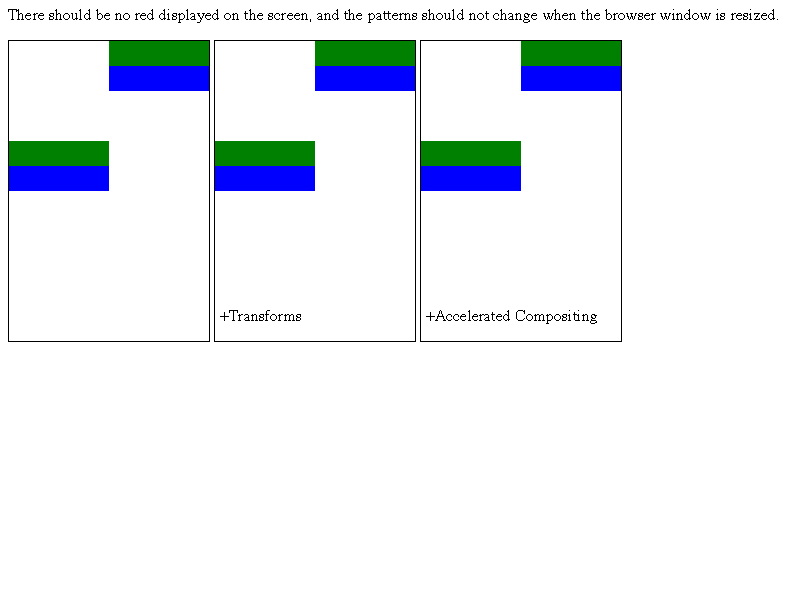 There should be no red displayed on the screen, and the patterns should not change when the browser window is resized.
+Transforms
+Accelerated Compositing